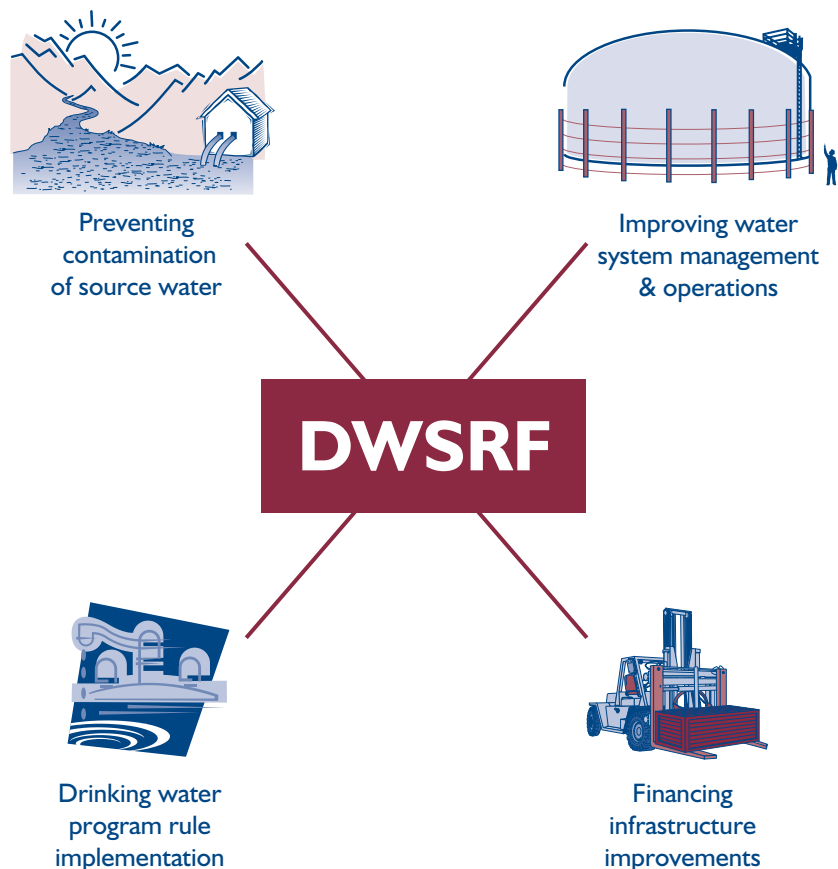 Preventing
contamination
of source water
Improving water
system management
& operations
DWSRF
Drinking water
program rule
implementation
Financing
infrastructure
improvements